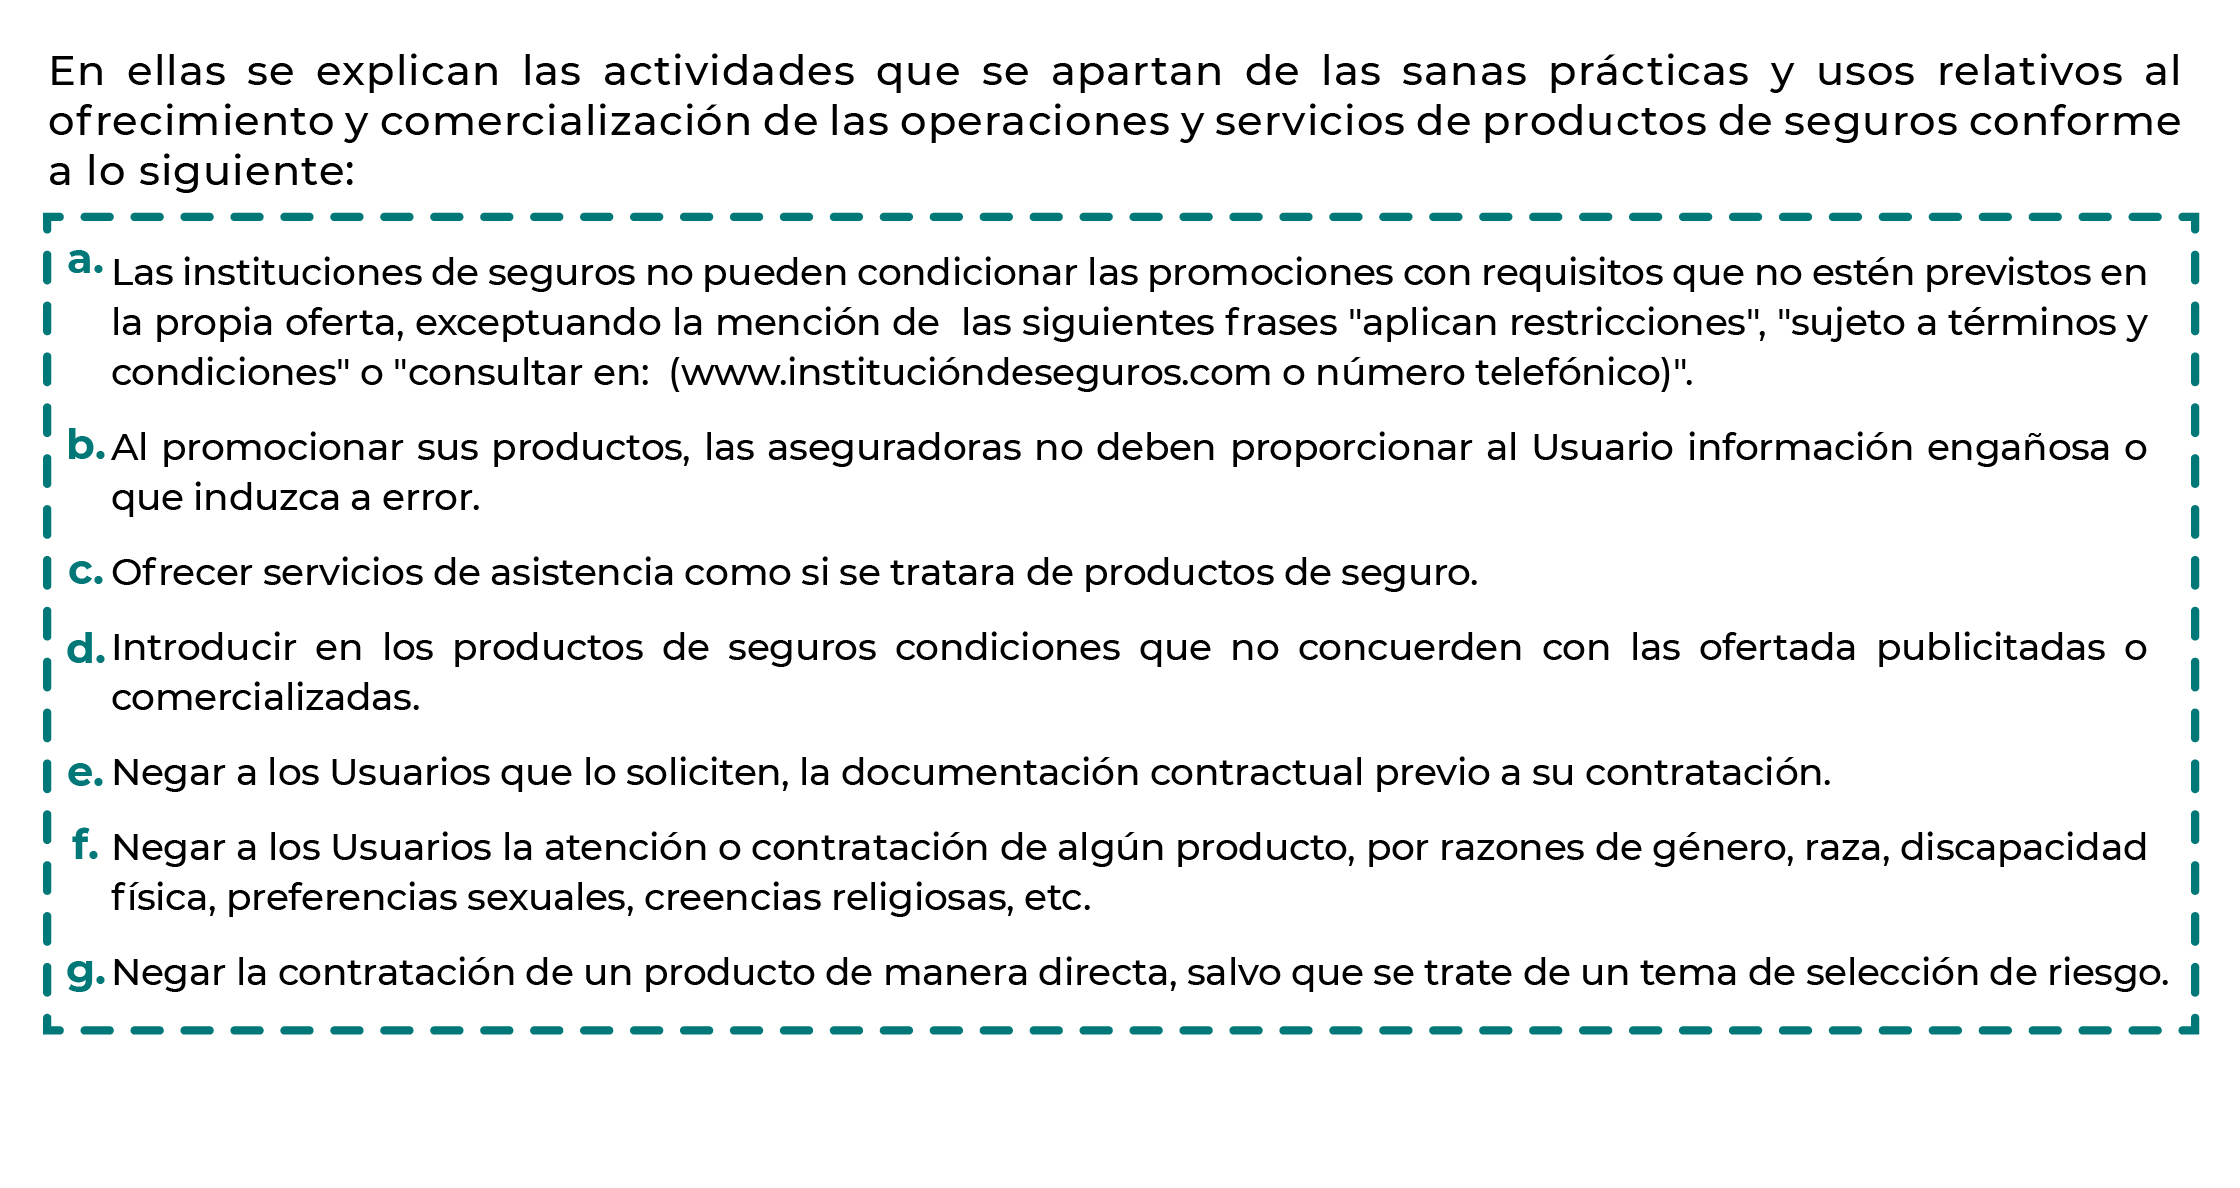 En ellas se explican las actividades que se apartan de las sanas prácticas y usos relativos al
ofrecimiento y comercialización de las operaciones y servicios de productos de seguros conforme
a lo siguiente:
a. Las instituciones de seguros no pueden condicionar las promociones con requisitos que no estén previstos en
la propia oferta, exceptuando la mención de las siguientes frases "aplican restricciones", "sujeto a términos y
condiciones" o "consultar en: (www.institucióndeseguros.com o número telefónico)".
b. Al promocionar sus productos, las aseguradoras no deben proporcionar al Usuario información engañosa o
que induzca a error.
c. Ofrecer servicios de asistencia como si se tratara de productos de seguro.
d. Introducir en los productos de seguros condiciones que no concuerden con las ofertada publicitadas o
comercializadas.
e. Negar a los Usuarios que lo soliciten, la documentación contractual previo a su contratación.
f. Negar a los Usuarios la atención o contratación de algún producto, por razones de género, raza, discapacidad
física, preferencias sexuales, creencias religiosas, etc.
g. Negar la contratación de un producto de manera directa, salvo que se trate de un tema de selección de riesgo.